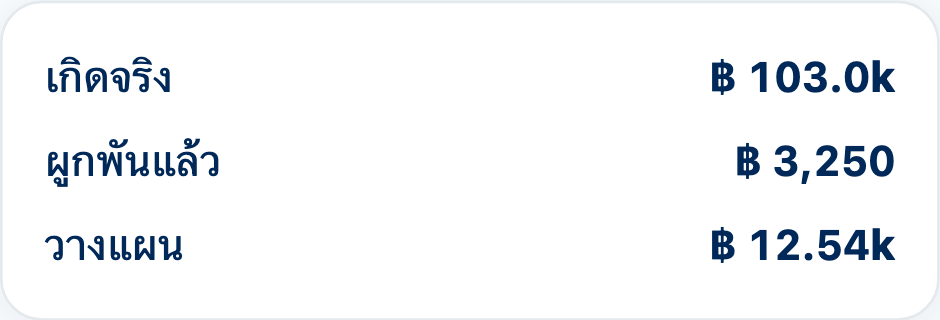 เกิดจริง ฿ 103.0k
ผูกพันแล้ว ฿ 3,250
วางแผน ฿ 12.54k